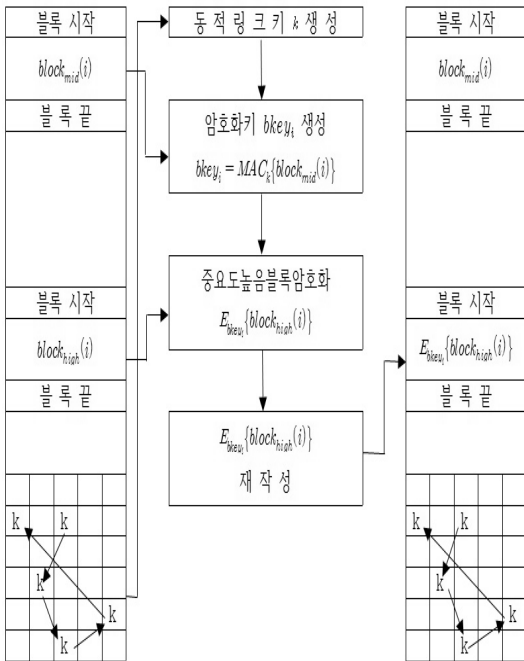 블록 시작
block_mid(i)
블록 끝
블록 시작
block_high(i)
블록 끝
k
k
k
k
k
동적링크키 k 생성
암호화키 bkey_i 생성
bkey_i = MAC_k{block_mid(i)}
중요도높음블록암호화
E_bkey_i{block_high(i)}
E_bkey_i{block_high(i)}
재작성
블록 시작
block_mid(i)
블록 끝
블록 시작
E_bkey_i{block_high(i)}
블록 끝
k
k
k
k
k